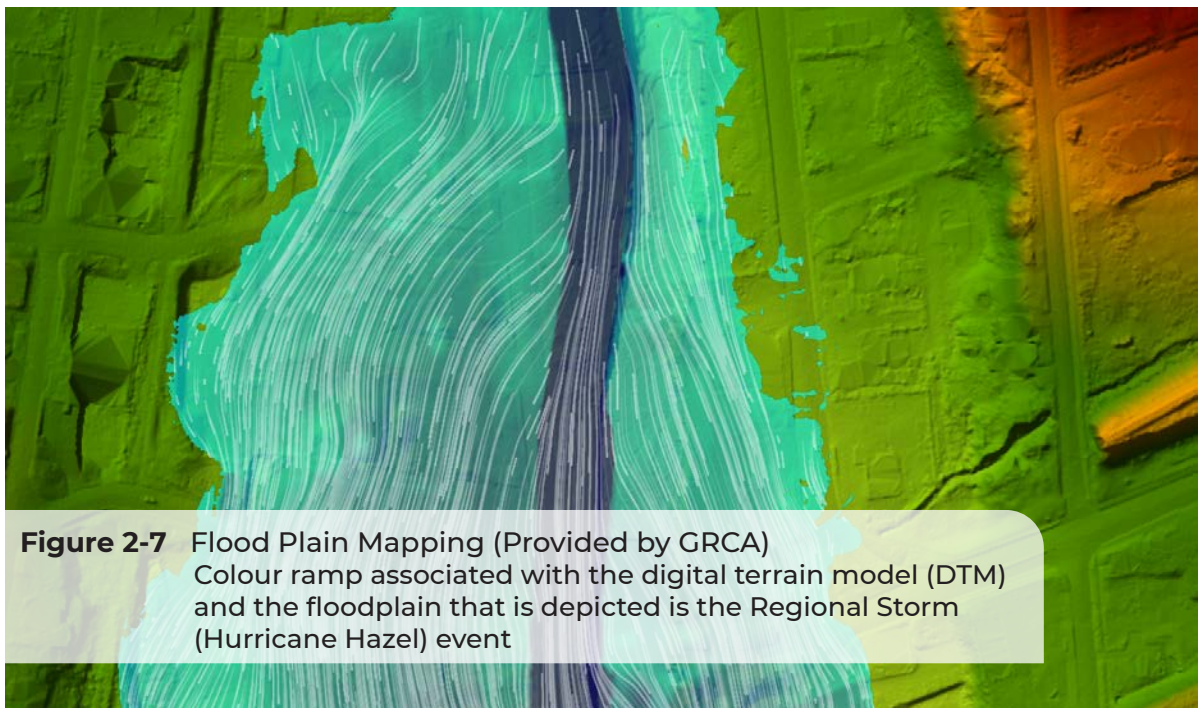 Figure 2-7 Flood Plain Mapping (Provided by GRCA)
Colour ramp associated with the digital terrain model (DTM)
and the floodplain that is depicted is the Regional Storm
(Hurricane Hazel) event